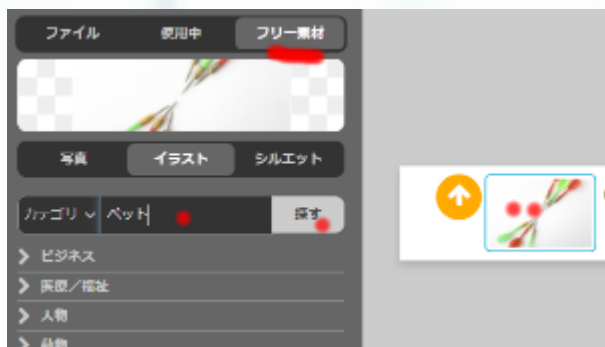 ファイル 使用中 フリー素材
写真 イラスト シルエット
カテゴリ ペット 探す
ビジネス
医療／福祉
人物
動物